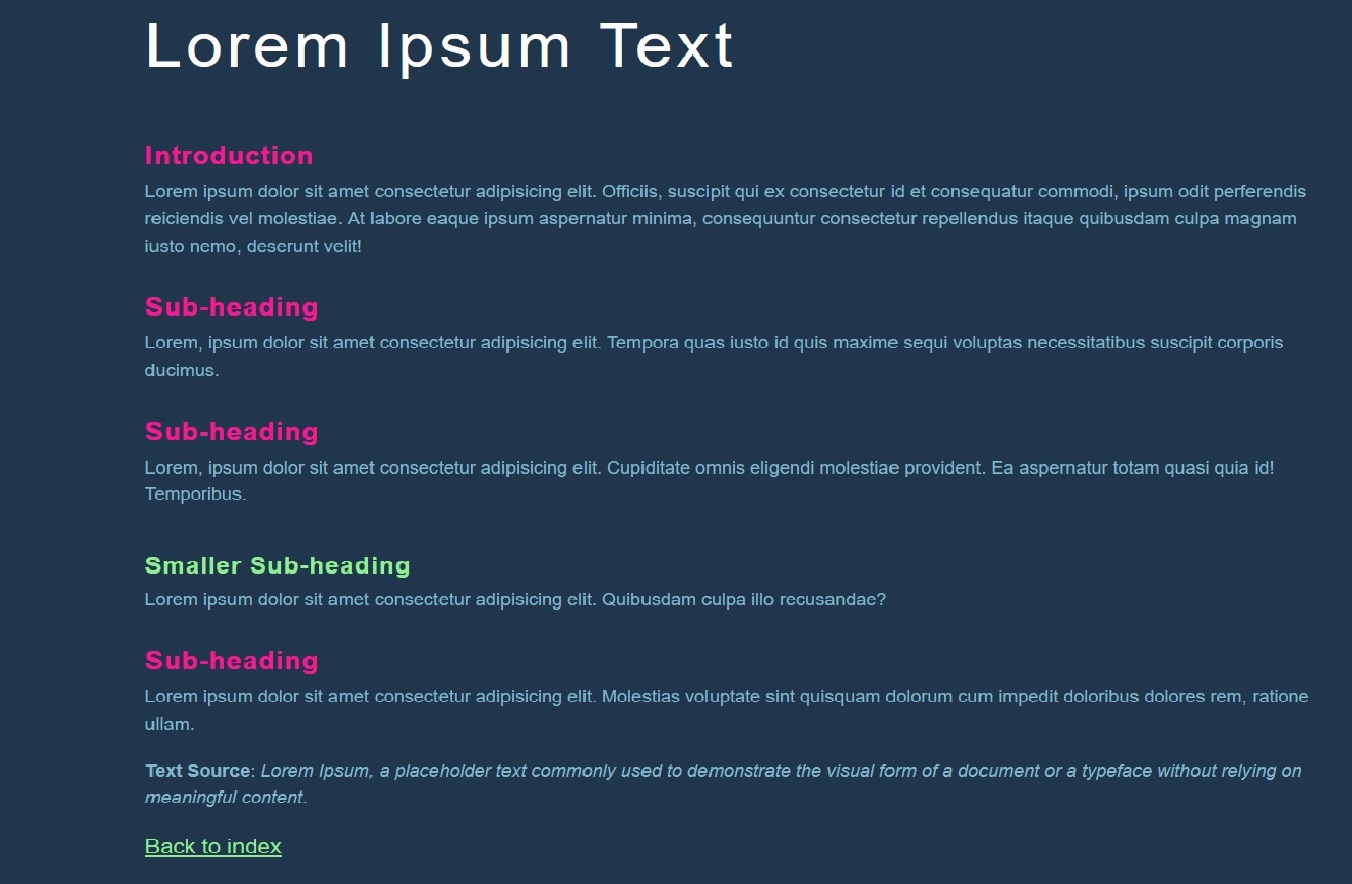 Lorem Ipsum Text
Introduction
Lorem ipsum dolor sit amet consectetur adipisicing elit. Officiis, suscipit qui ex consectetur id et consequatur commodi, ipsum odit perferendis
reiciendis vel molestiae. At labore eaque ipsum aspernatur minima, consequuntur consectetur repellendus itaque quibusdam culpa magnam
iusto nemo, deserunt velit!
Sub-heading
Lorem, ipsum dolor sit amet consectetur adipisicing elit. Tempora quas iusto id quis maxime sequi voluptas necessitatibus suscipit corporis
ducimus.
Sub-heading
Lorem, ipsum dolor sit amet consectetur adipisicing elit. Cupiditate omnis eligendi molestiae provident. Ea aspernatur totam quasi quia id!
Temporibus.
Smaller Sub-heading
Lorem ipsum dolor sit amet consectetur adipisicing elit. Quibusdam culpa illo recusandae?
Sub-heading
Lorem ipsum dolor sit amet consectetur adipisicing elit. Molestias voluptate sint quisquam dolorum cum impedit doloribus dolores rem, ratione
ullam.
Text Source: Lorem Ipsum, a placeholder text commonly used to demonstrate the visual form of a document or a typeface without relying on
meaningful content.
Back to index